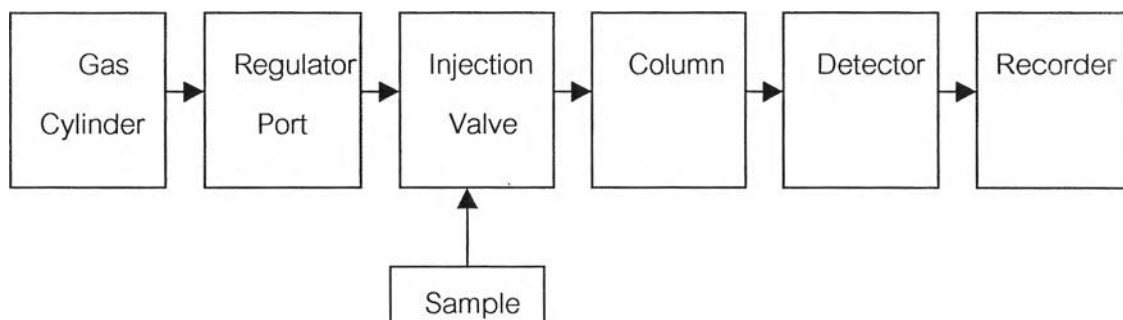 Gas
Cylinder
Regulator
Port
Injection
Valve
Column
Detector
Recorder
Sample